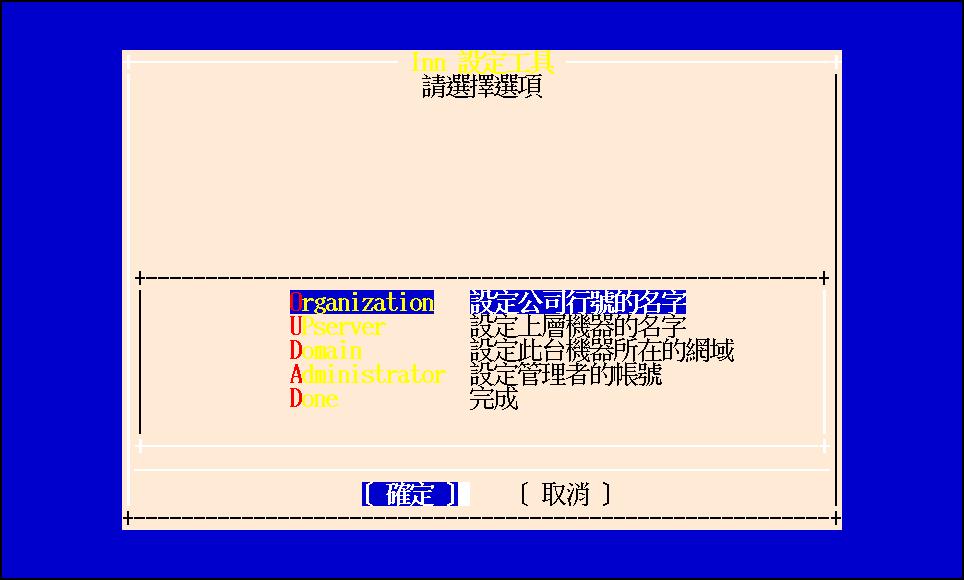 Inn 設定工具
請選擇選項
Organization 設定公司行號的名字
UPserver 設定上層機器的名字
Domain 設定此台機器所在的網域
Administrator 設定管理者的帳號
Done 完成
[ 確定 ] [ 取消 ]